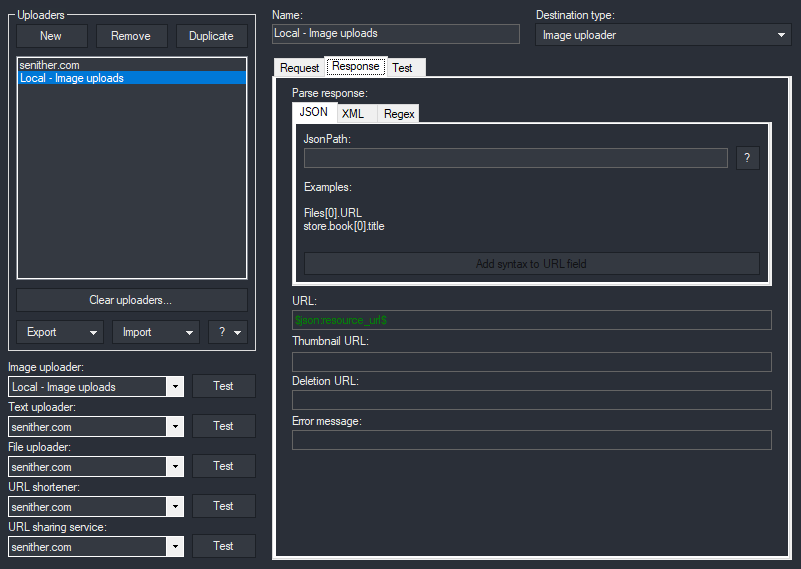 Uploaders
New
Remove
Duplicate
senither.com
Local - Image uploads
Clear uploaders...
Export
Import
?
Image uploader:
Local - Image uploads
Test
Text uploader:
senither.com
Test
File uploader:
senither.com
Test
URL shortener:
senither.com
Test
URL sharing service:
senither.com
Test
Name:
Local - Image uploads
Destination type:
Image uploader
Request
Response
Test
Parse response:
JSON
XML
Regex
JsonPath:
?
Examples:
Files[0].URL
store.book[0].title
Add syntax to URL field
URL:
$json:resource_url$
Thumbnail URL:
Deletion URL:
Error message: